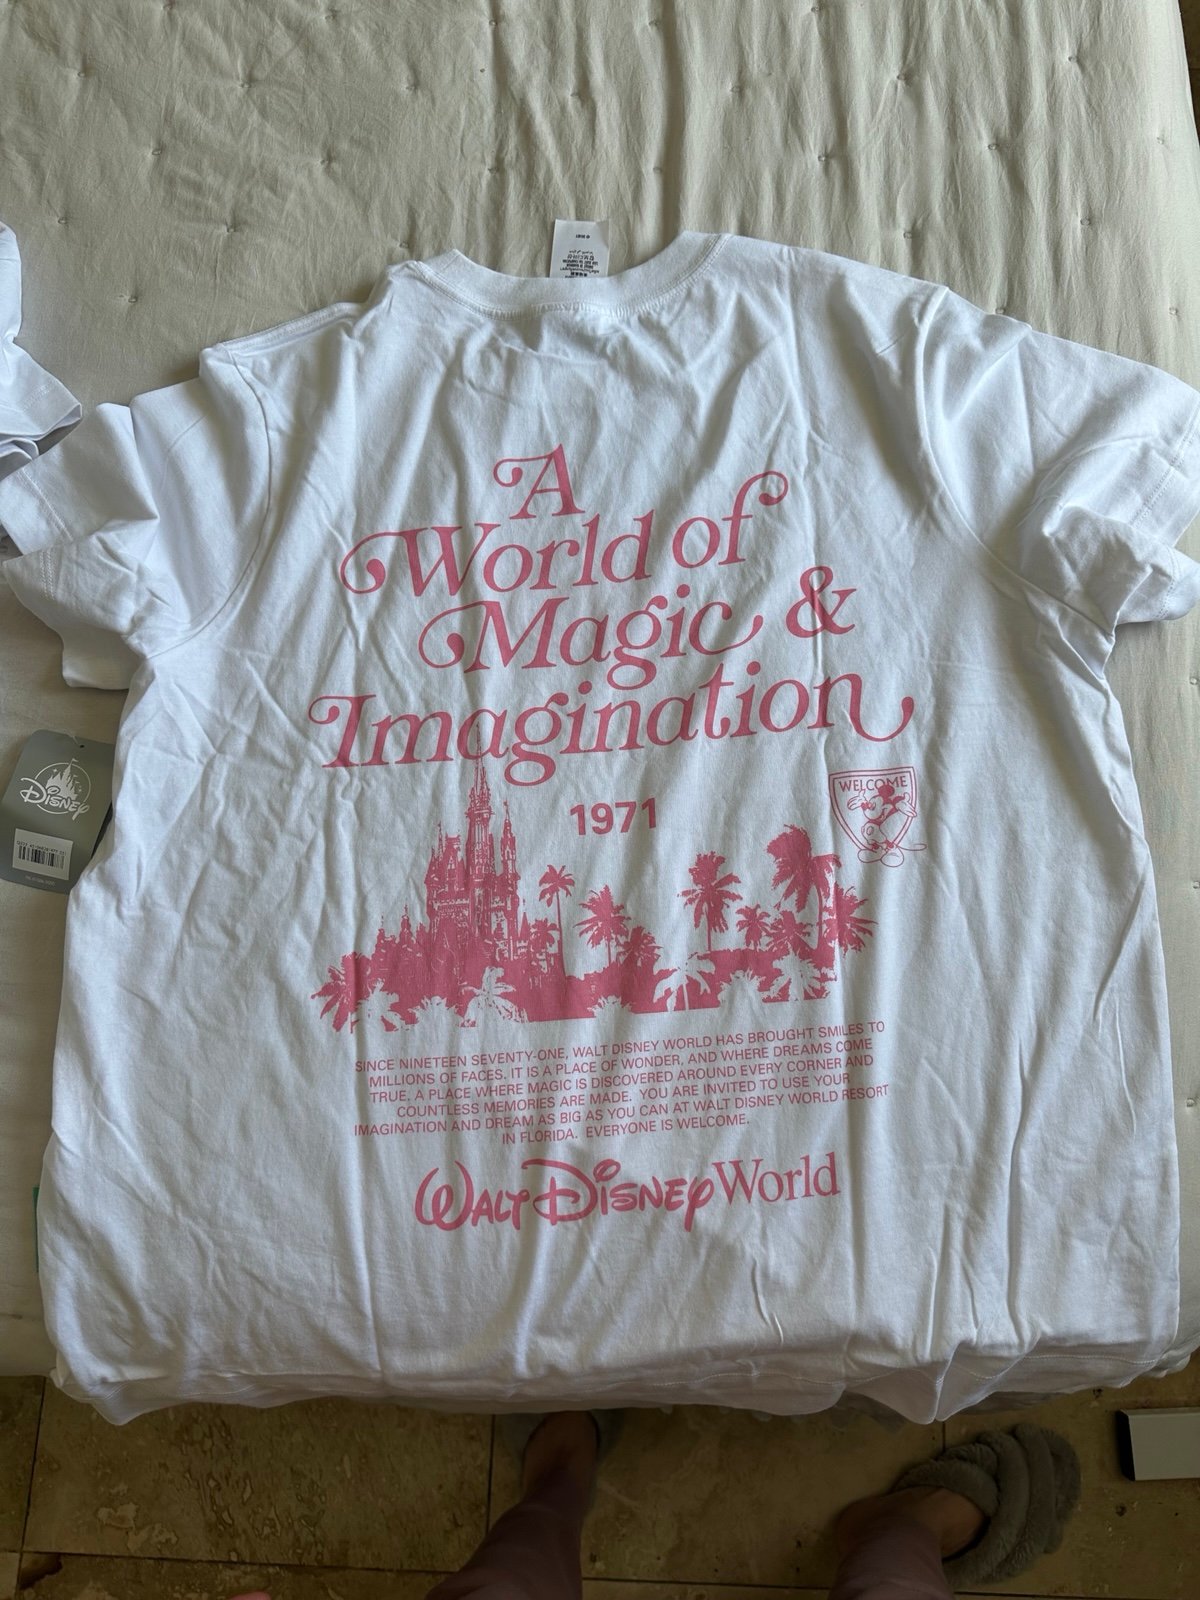 A
World of
Magic &
Imagination
1971
WELCOME
SINCE NINETEEN SEVENTY-ONE, WALT DISNEY WORLD HAS BROUGHT SMILES TO
MILLIONS OF FACES. IT IS A PLACE OF WONDER, AND WHERE DREAMS COME
TRUE, A PLACE WHERE MAGIC IS DISCOVERED AROUND EVERY CORNER AND
COUNTLESS MEMORIES ARE MADE. YOU ARE INVITED TO USE YOUR
IMAGINATION AND DREAM AS BIG AS YOU CAN AT WALT DISNEY WORLD RESORT
IN FLORIDA. EVERYONE IS WELCOME.
WALT DISNEY World
Disney